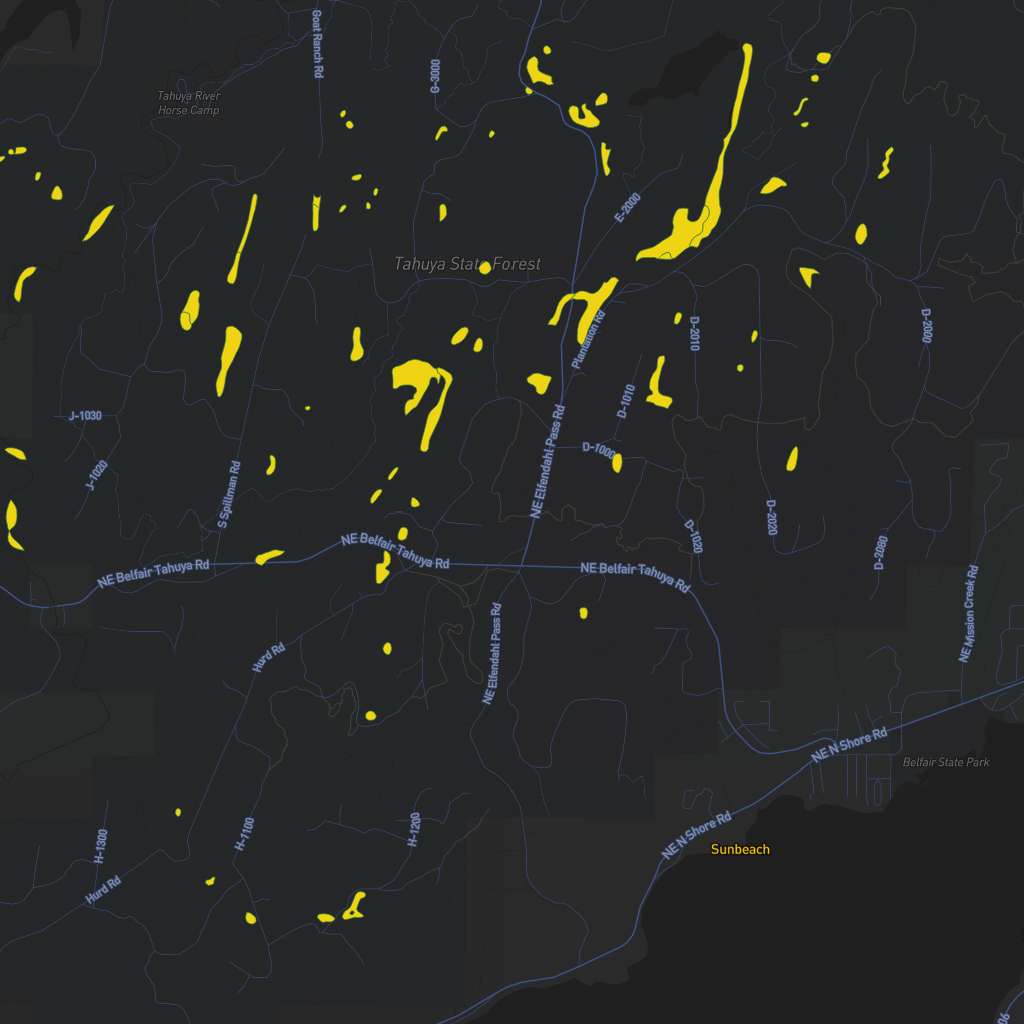 Goat Ranch Rd
G-3000
Tahuya River
Horse Camp
E-2000
Tahuya State Forest
D-2010
D-2000
Plantation Rd
D-1010
J-1030
D-1000
NE Elfendahl Pass Rd
J-1020
S Spillman Rd
D-2020
D-1020
D-2080
NE Belfair Tahuya Rd
NE Belfair Tahuya Rd
NE Belfair Tahuya Rd
NE Mission Creek Rd
Hurd Rd
NE Elfendahl Pass Rd
NE N Shore Rd
Belfair State Park
H-1300
H-1100
H-1200
NE N Shore Rd
Sunbeach
Hurd Rd